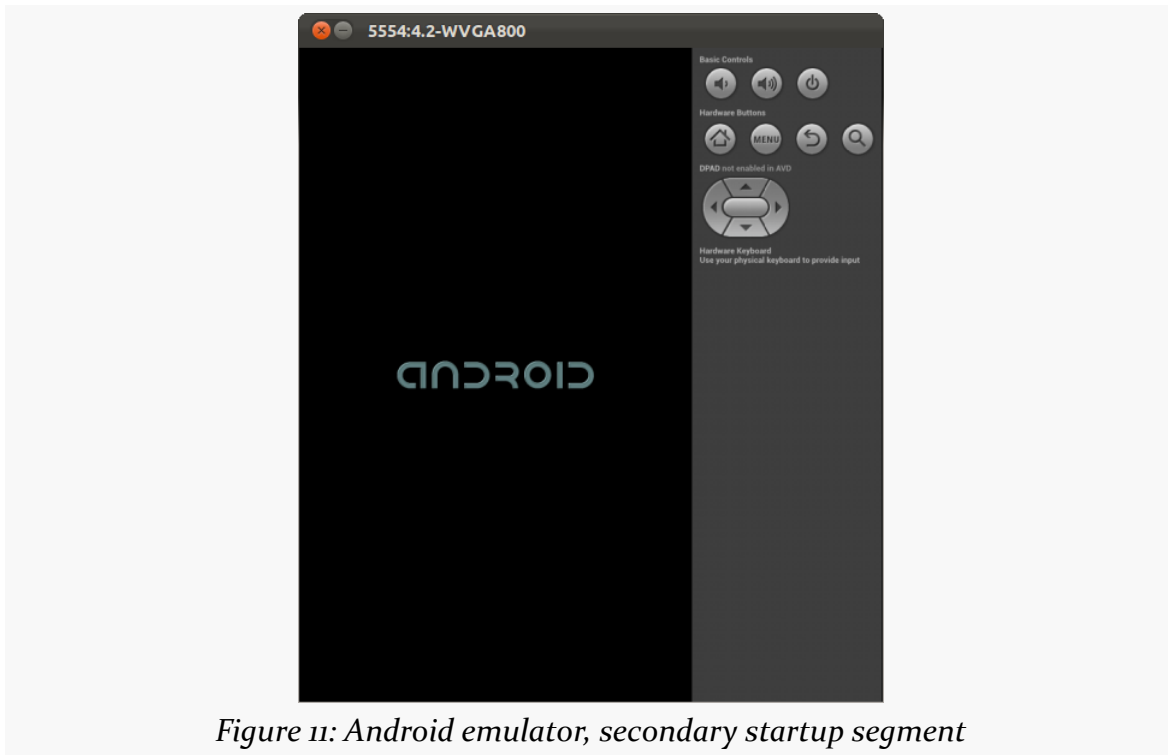 5554:4.2-WVGA800
Basic Controls
Hardware Buttons
MENU
DPAD not enabled in AVD
Hardware Keyboard
Use your physical keyboard to provide input
ANDROID
Figure 11: Android emulator, secondary startup segment